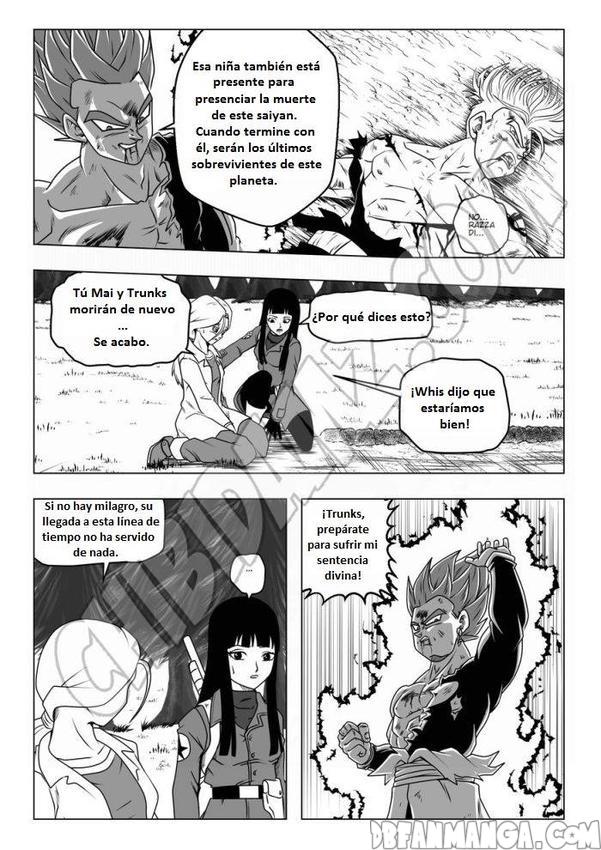 Esa niña también está
presente para
presenciar la muerte
de este saiyan.
Cuando termine con
él, serán los últimos
sobrevivientes de este
planeta.
NO...
RAZZA
DI...
Tú Mai y Trunks
morirán de nuevo
...
Se acabo.
¿Por qué dices esto?
¡Whis dijo que
estaríamos
bien!
Si no hay milagro, su
llegada a esta línea de
tiempo no ha servido
de nada.
...
¡Trunks,
prepárate
para sufrir mi
sentencia
divina!
DBFANMANGA.COM